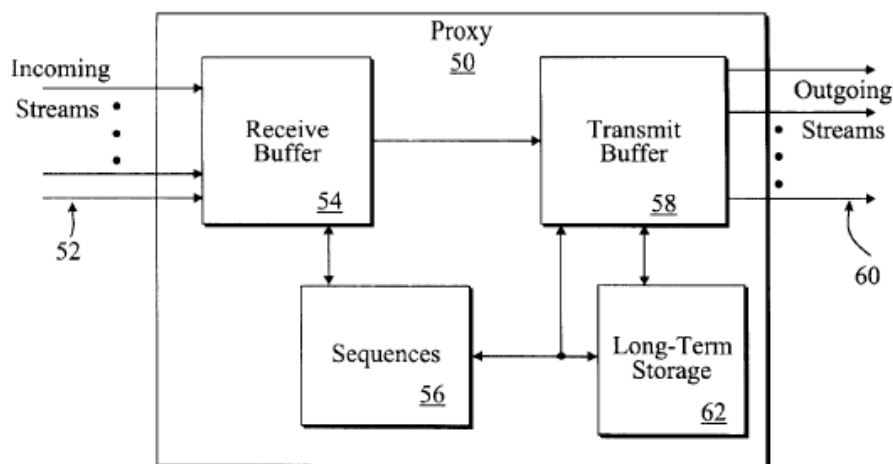 Proxy
50
Incoming
Streams
52
Receive
Buffer
54
Transmit
Buffer
58
Outgoing
Streams
60
Sequences
56
Long-Term
Storage
62